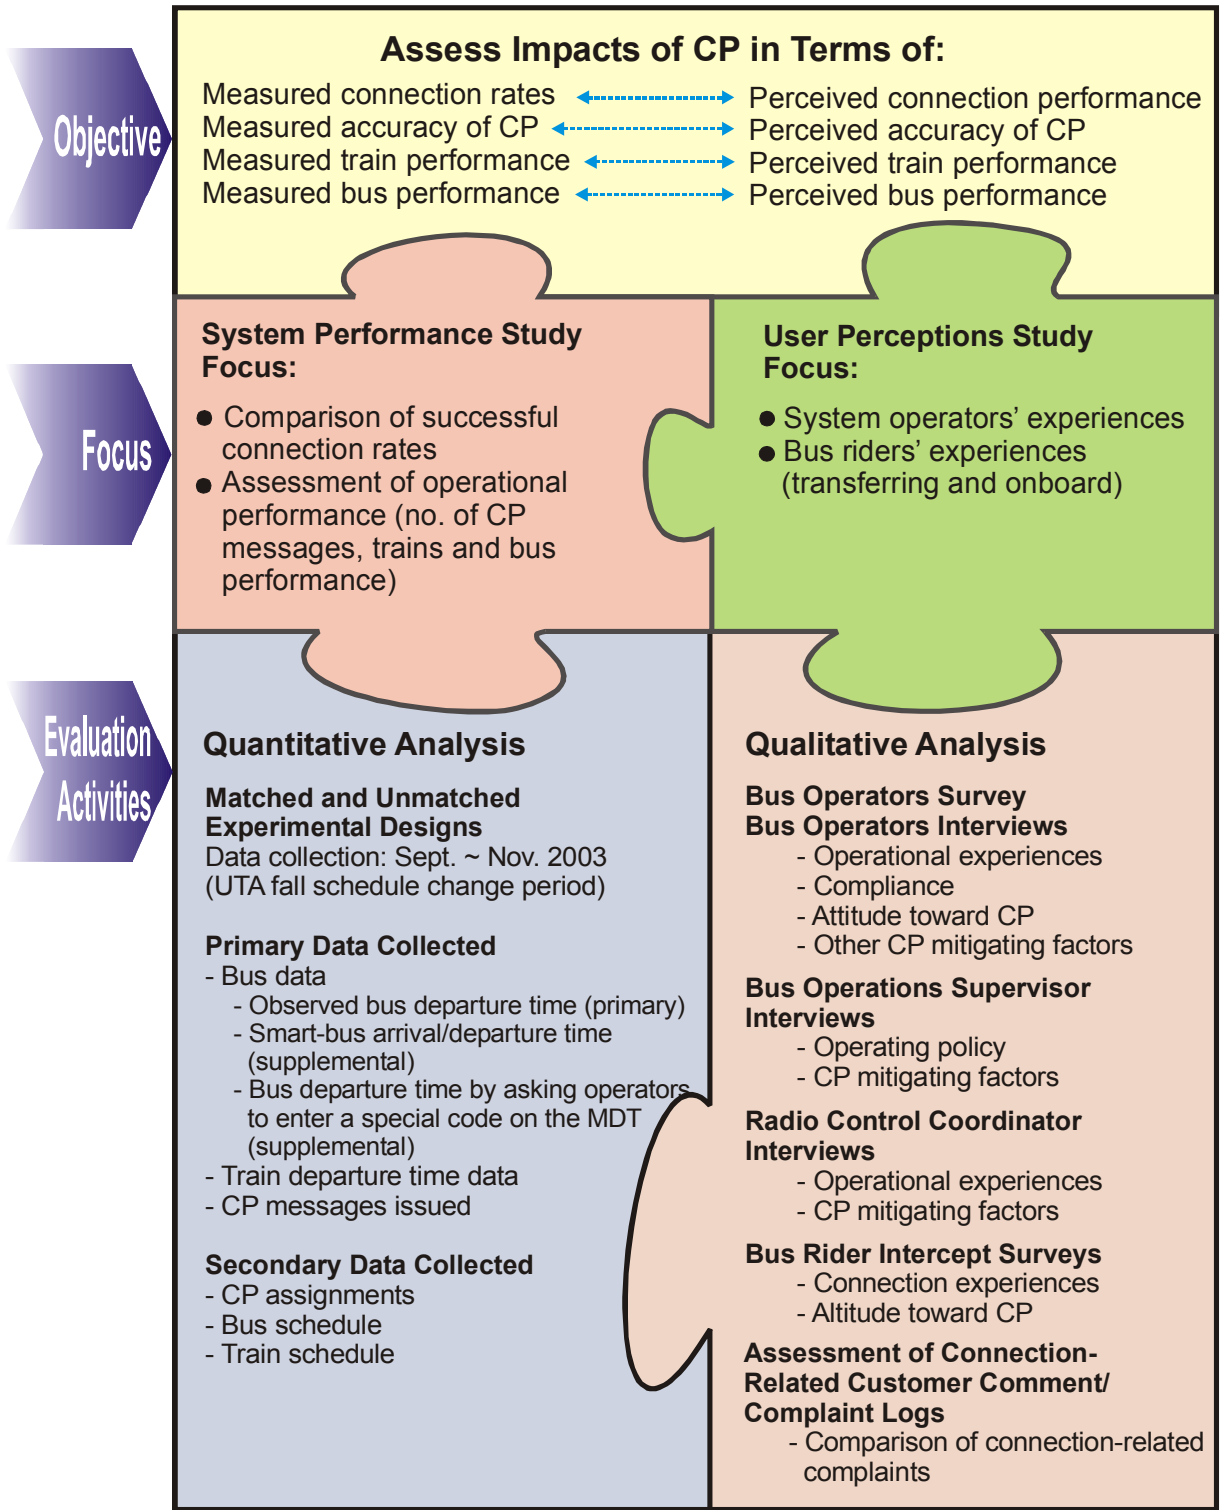 Objective
Assess Impacts of CP in Terms of:
Measured connection rates
Perceived connection performance
Measured accuracy of CP
Perceived accuracy of CP
Measured train performance
Perceived train performance
Measured bus performance
Perceived bus performance
Focus
System Performance Study
Focus:
● Comparison of successful
connection rates
● Assessment of operational
performance (no. of CP
messages, trains and bus
performance)
User Perceptions Study
Focus:
● System operators’ experiences
● Bus riders’ experiences
(transferring and onboard)
Evaluation
Activities
Quantitative Analysis
Matched and Unmatched
Experimental Designs
Data collection: Sept. ~ Nov. 2003
(UTA fall schedule change period)
Primary Data Collected
- Bus data
- Observed bus departure time (primary)
- Smart-bus arrival/departure time
(supplemental)
- Bus departure time by asking operators
to enter a special code on the MDT
(supplemental)
- Train departure time data
- CP messages issued
Secondary Data Collected
- CP assignments
- Bus schedule
- Train schedule
Qualitative Analysis
Bus Operators Survey
Bus Operators Interviews
- Operational experiences
- Compliance
- Attitude toward CP
- Other CP mitigating factors
Bus Operations Supervisor
Interviews
- Operating policy
- CP mitigating factors
Radio Control Coordinator
Interviews
- Operational experiences
- CP mitigating factors
Bus Rider Intercept Surveys
- Connection experiences
- Altitude toward CP
Assessment of Connection-
Related Customer Comment/
Complaint Logs
- Comparison of connection-related
complaints